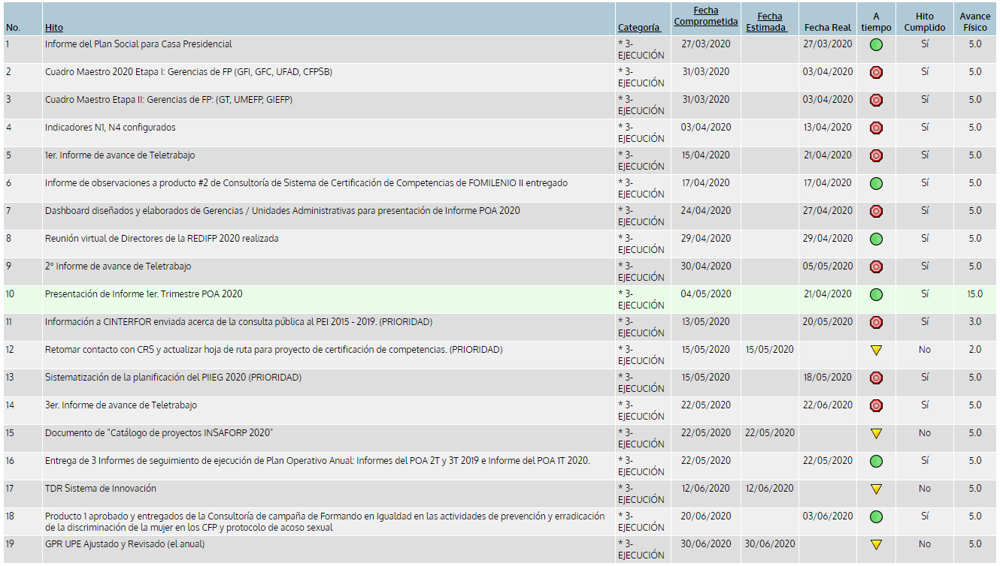 No. Hito Categoría Fecha Comprometida Fecha Estimada Fecha Real A tiempo Hito Cumplido Avance Físico
1 Informe del Plan Social para Casa Presidencial * 3- EJECUCIÓN 27/03/2020 27/03/2020 Sí 5.0
2 Cuadro Maestro 2020 Etapa I: Gerencias de FP (GFI, GFC, UFAD, CFPSB) * 3- EJECUCIÓN 31/03/2020 03/04/2020 Sí 5.0
3 Cuadro Maestro Etapa II: Gerencias de FP: (GT, UMEFP, GIEFP) * 3- EJECUCIÓN 31/03/2020 03/04/2020 Sí 5.0
4 Indicadores N1, N4 configurados * 3- EJECUCIÓN 03/04/2020 13/04/2020 Sí 5.0
5 1er. Informe de avance de Teletrabajo * 3- EJECUCIÓN 15/04/2020 21/04/2020 Sí 5.0
6 Informe de observaciones a producto #2 de Consultoría de Sistema de Certificación de Competencias de FOMILENIO II entregado * 3- EJECUCIÓN 17/04/2020 17/04/2020 Sí 5.0
7 Dashboard diseñados y elaborados de Gerencias / Unidades Administrativas para presentación de Informe POA 2020 * 3- EJECUCIÓN 24/04/2020 27/04/2020 Sí 5.0
8 Reunión virtual de Directores de la REDIFP 2020 realizada * 3- EJECUCIÓN 29/04/2020 29/04/2020 Sí 5.0
9 2° Informe de avance de Teletrabajo * 3- EJECUCIÓN 30/04/2020 05/05/2020 Sí 5.0
10 Presentación de Informe 1er. Trimestre POA 2020 * 3- EJECUCIÓN 04/05/2020 21/04/2020 Sí 15.0
11 Información a CINTERFOR enviada acerca de la consulta pública al PEI 2015 - 2019. (PRIORIDAD) * 3- EJECUCIÓN 13/05/2020 20/05/2020 Sí 3.0
12 Retomar contacto con CRS y actualizar hoja de ruta para proyecto de certificación de competencias. (PRIORIDAD) * 3- EJECUCIÓN 15/05/2020 15/05/2020 No 2.0
13 Sistematización de la planificación del PIIEG 2020 (PRIORIDAD) * 3- EJECUCIÓN 15/05/2020 18/05/2020 Sí 5.0
14 3er. Informe de avance de Teletrabajo * 3- EJECUCIÓN 22/05/2020 22/06/2020 Sí 5.0
15 Documento de "Catálogo de proyectos INSAFORP 2020" * 3- EJECUCIÓN 22/05/2020 22/05/2020 No 5.0
16 Entrega de 3 Informes de seguimiento de ejecución de Plan Operativo Anual: Informes del POA 2T y 3T 2019 e Informe del POA 1T 2020. * 3- EJECUCIÓN 22/05/2020 22/05/2020 Sí 5.0
17 TDR Sistema de Innovación * 3- EJECUCIÓN 12/06/2020 12/06/2020 No 5.0
18 Producto 1 aprobado y entregados de la Consultoría de campaña de Formando en Igualdad en las actividades de prevención y erradicación
de la discriminación de la mujer en los CFP y protocolo de acoso sexual * 3- EJECUCIÓN 20/06/2020 03/06/2020 Sí 5.0
19 GPR UPE Ajustado y Revisado (el anual) * 3- EJECUCIÓN 30/06/2020 30/06/2020 No 5.0